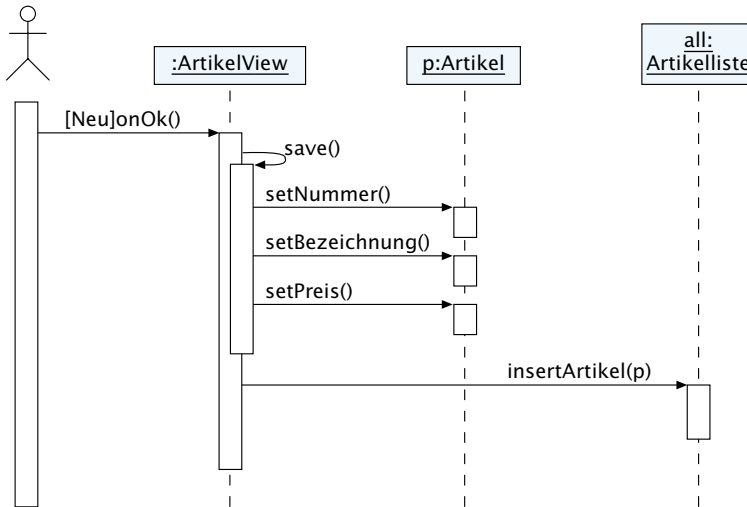 :ArtikelView
p:Artikel
all:
Artikelliste
[Neu]onOk()
save()
setNummer()
setBezeichnung()
setPreis()
insertArtikel(p)